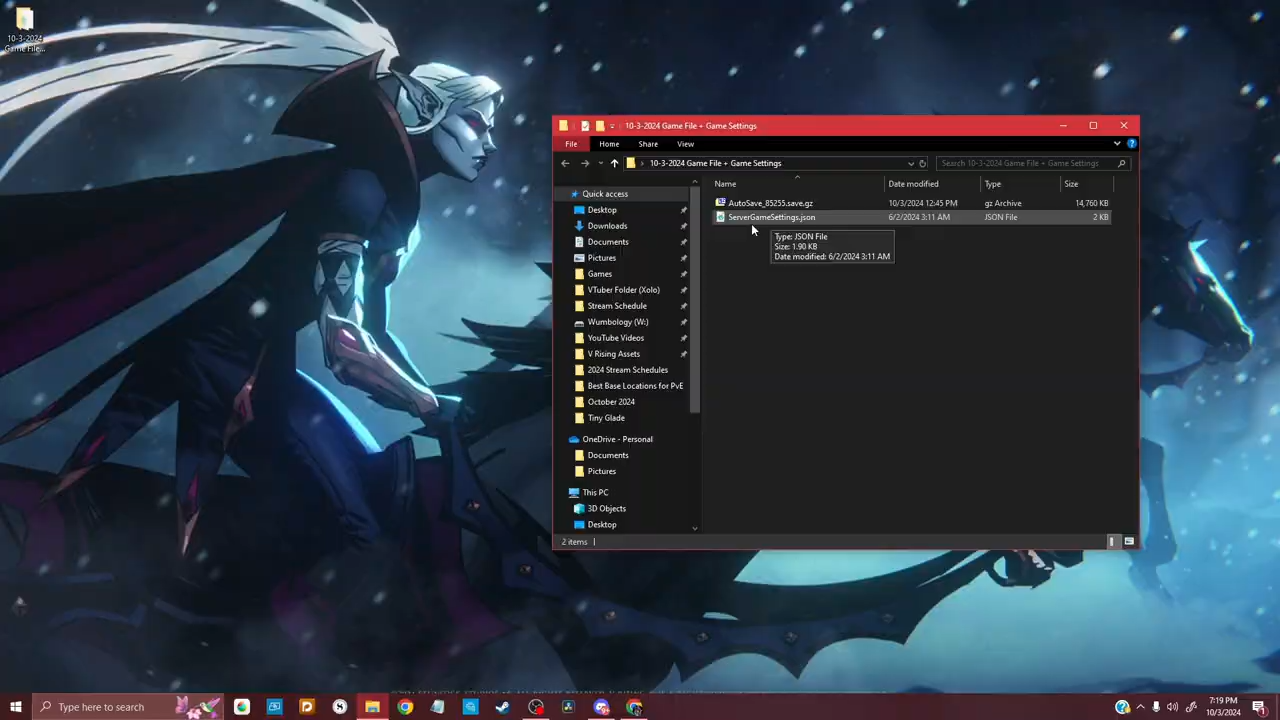 10-3-2024
Game File...
10-3-2024 Game File + Game Settings
File Home Share View
10-3-2024 Game File + Game Settings
Search 10-3-2024 Game File + Game Settings
Name Date modified Type Size
AutoSave_85255.save.gz 10/3/2024 12:45 PM gz Archive 14,760 KB
ServerGameSettings.json 6/2/2024 3:11 AM JSON File 2 KB
Type: JSON File
Size: 1.90 KB
Date modified: 6/2/2024 3:11 AM
Quick access
Desktop
Downloads
Documents
Pictures
Games
VTuber Folder (Xolo)
Stream Schedule
Wumbology (W:)
YouTube Videos
V Rising Assets
2024 Stream Schedules
Best Base Locations for PvE
October 2024
Tiny Glade
OneDrive - Personal
Documents
Pictures
This PC
3D Objects
Desktop
2 items
Type here to search
7:19 PM
10/3/2024